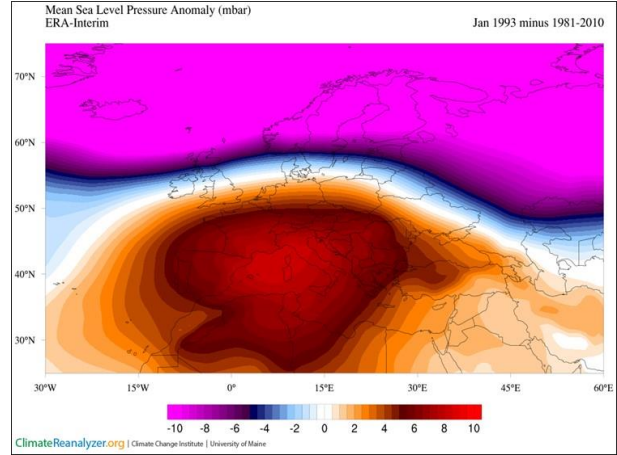 Mean Sea Level Pressure Anomaly (mbar)
ERA-Interim
Jan 1993 minus 1981-2010
70°N
60°N
50°N
40°N
30°N
30°W 15°W 0° 15°E 30°E 45°E 60°E
-10 -8 -6 -4 -2 0 2 4 6 8 10
ClimateReanalyzer.org | Climate Change Institute | University of Maine